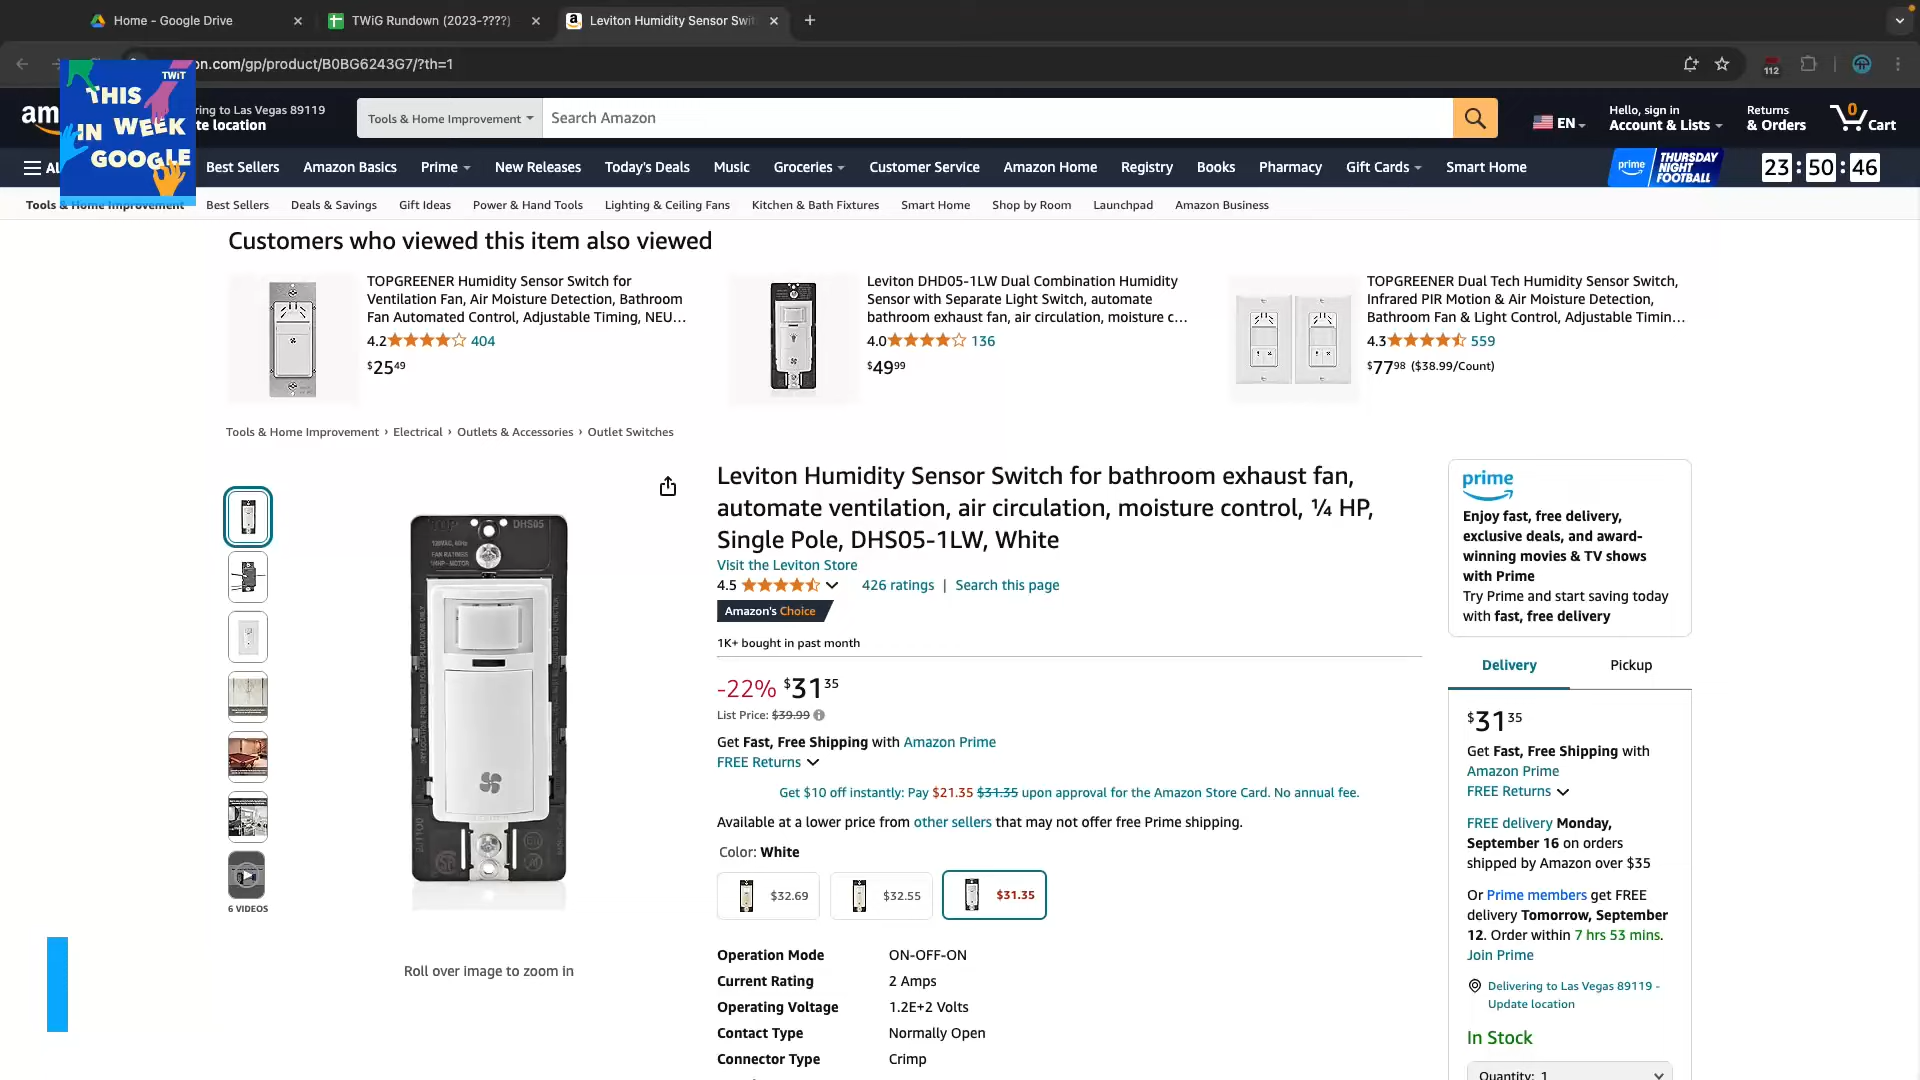 Home - Google Drive
TWiG Rundown (2023-????)
Leviton Humidity Sensor Swi
on.com/gp/product/B0BG6243G7/?th=1
112
TWiT
THIS
IN WEEK
GOOGLE
am
ring to Las Vegas 89119
te location
Tools & Home Improvement
Search Amazon
EN
Hello, sign in
Account & Lists
Returns
& Orders
0
Cart
Al
Best Sellers
Amazon Basics
Prime
New Releases
Today's Deals
Music
Groceries
Customer Service
Amazon Home
Registry
Books
Pharmacy
Gift Cards
Smart Home
prime
THURSDAY
NIGHT
FOOTBALL
23:50:46
Tools & Home Improvement
Best Sellers
Deals & Savings
Gift Ideas
Power & Hand Tools
Lighting & Ceiling Fans
Kitchen & Bath Fixtures
Smart Home
Shop by Room
Launchpad
Amazon Business
Customers who viewed this item also viewed
TOPGREENER Humidity Sensor Switch for
Ventilation Fan, Air Moisture Detection, Bathroom
Fan Automated Control, Adjustable Timing, NEU...
4.2 404
$25 49
Leviton DHD05-1LW Dual Combination Humidity
Sensor with Separate Light Switch, automate
bathroom exhaust fan, air circulation, moisture c...
4.0 136
$49 99
TOPGREENER Dual Tech Humidity Sensor Switch,
Infrared PIR Motion & Air Moisture Detection,
Bathroom Fan & Light Control, Adjustable Timin...
4.3 559
$77 98 ($38.99/Count)
Tools & Home Improvement › Electrical › Outlets & Accessories › Outlet Switches
TOP
DHS05
120VAC, 60Hz
FAN RATINGS
6 VIDEOS
Roll over image to zoom in
Leviton Humidity Sensor Switch for bathroom exhaust fan,
automate ventilation, air circulation, moisture control, ¼ HP,
Single Pole, DHS05-1LW, White
Visit the Leviton Store
4.5 426 ratings | Search this page
Amazon's Choice
1K+ bought in past month
-22% $31 35
List Price: $39.99
Get Fast, Free Shipping with Amazon Prime
FREE Returns
Get $10 off instantly: Pay $21.35 $31.35 upon approval for the Amazon Store Card. No annual fee.
Available at a lower price from other sellers that may not offer free Prime shipping.
Color: White
$32.69
$32.55
$31.35
Operation Mode ON-OFF-ON
Current Rating 2 Amps
Operating Voltage 1.2E+2 Volts
Contact Type Normally Open
Connector Type Crimp
prime
Enjoy fast, free delivery,
exclusive deals, and award-
winning movies & TV shows
with Prime
Try Prime and start saving today
with fast, free delivery
Delivery
Pickup
$31 35
Get Fast, Free Shipping with
Amazon Prime
FREE Returns
FREE delivery Monday,
September 16 on orders
shipped by Amazon over $35
Or Prime members get FREE
delivery Tomorrow, September
12. Order within 7 hrs 53 mins.
Join Prime
Delivering to Las Vegas 89119 -
Update location
In Stock
Quantity: 1